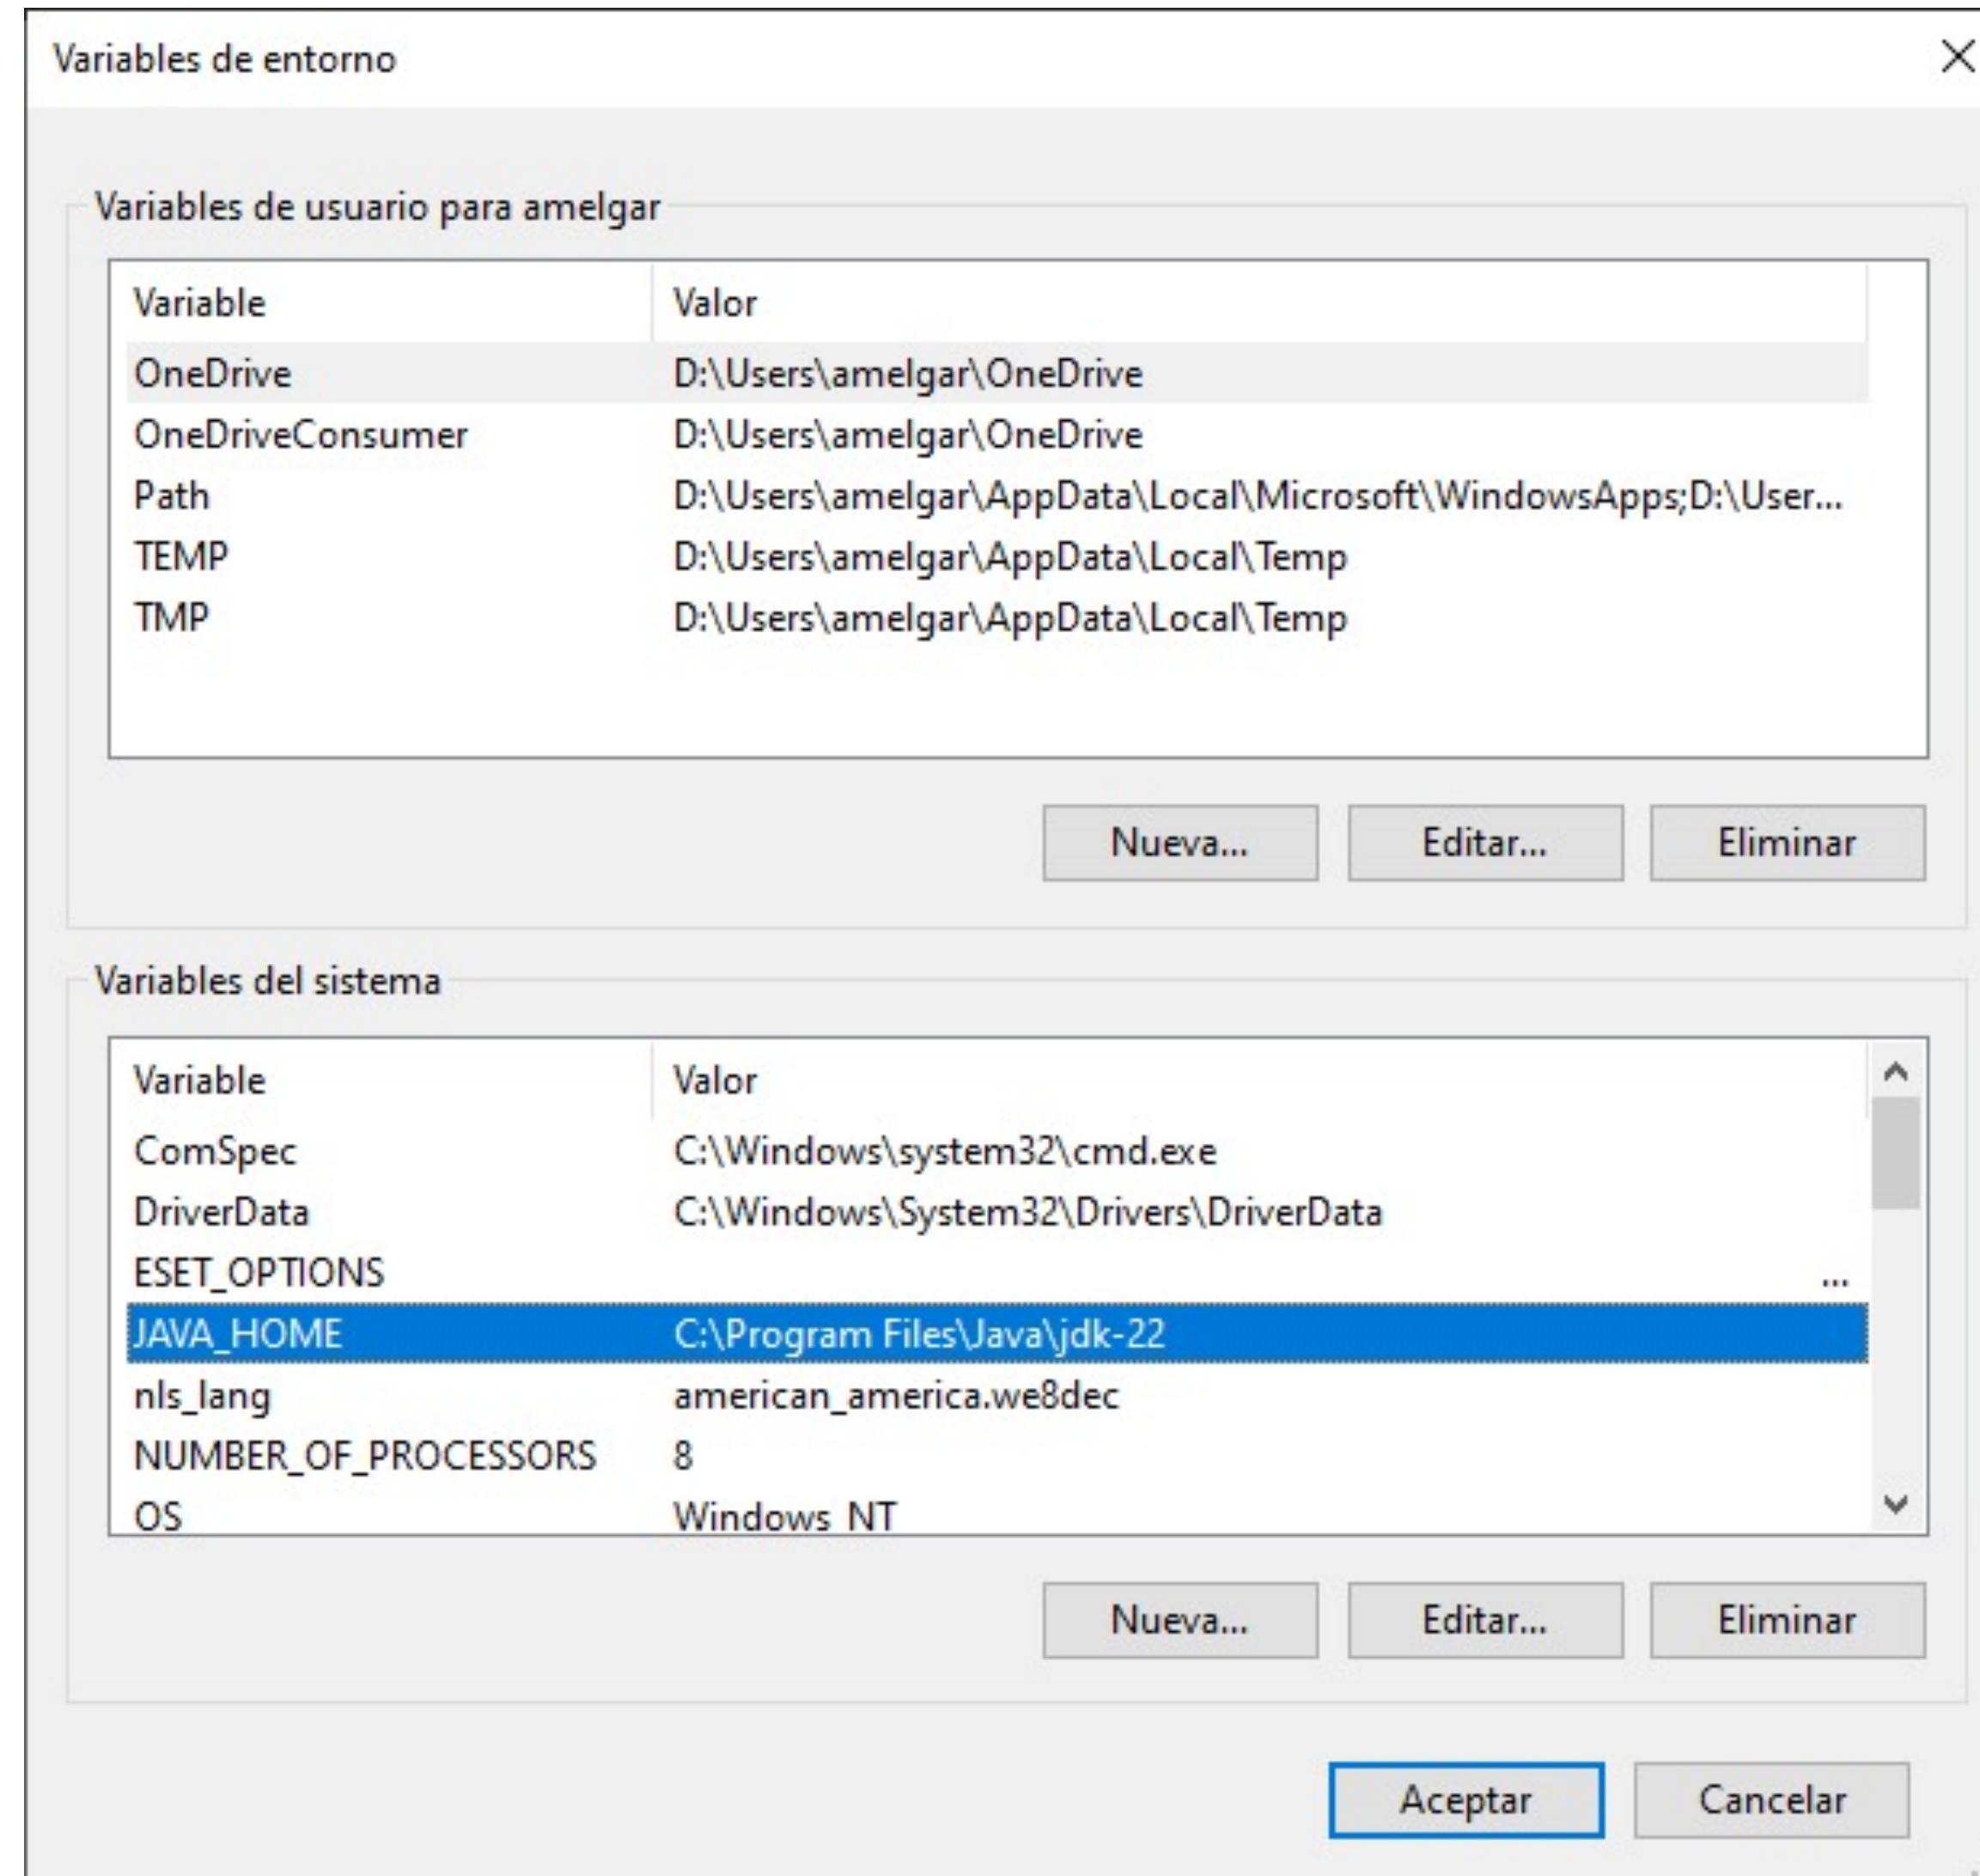 Variables de entorno
Variables de usuario para amelgar
Variable Valor
OneDrive D:\Users\amelgar\OneDrive
OneDriveConsumer D:\Users\amelgar\OneDrive
Path D:\Users\amelgar\AppData\Local\Microsoft\WindowsApps;D:\User...
TEMP D:\Users\amelgar\AppData\Local\Temp
TMP D:\Users\amelgar\AppData\Local\Temp
Nueva... Editar... Eliminar
Variables del sistema
Variable Valor
ComSpec C:\Windows\system32\cmd.exe
DriverData C:\Windows\System32\Drivers\DriverData
ESET_OPTIONS ...
JAVA_HOME C:\Program Files\Java\jdk-22
nls_lang american_america.we8dec
NUMBER_OF_PROCESSORS 8
OS Windows_NT
Nueva... Editar... Eliminar
Aceptar Cancelar